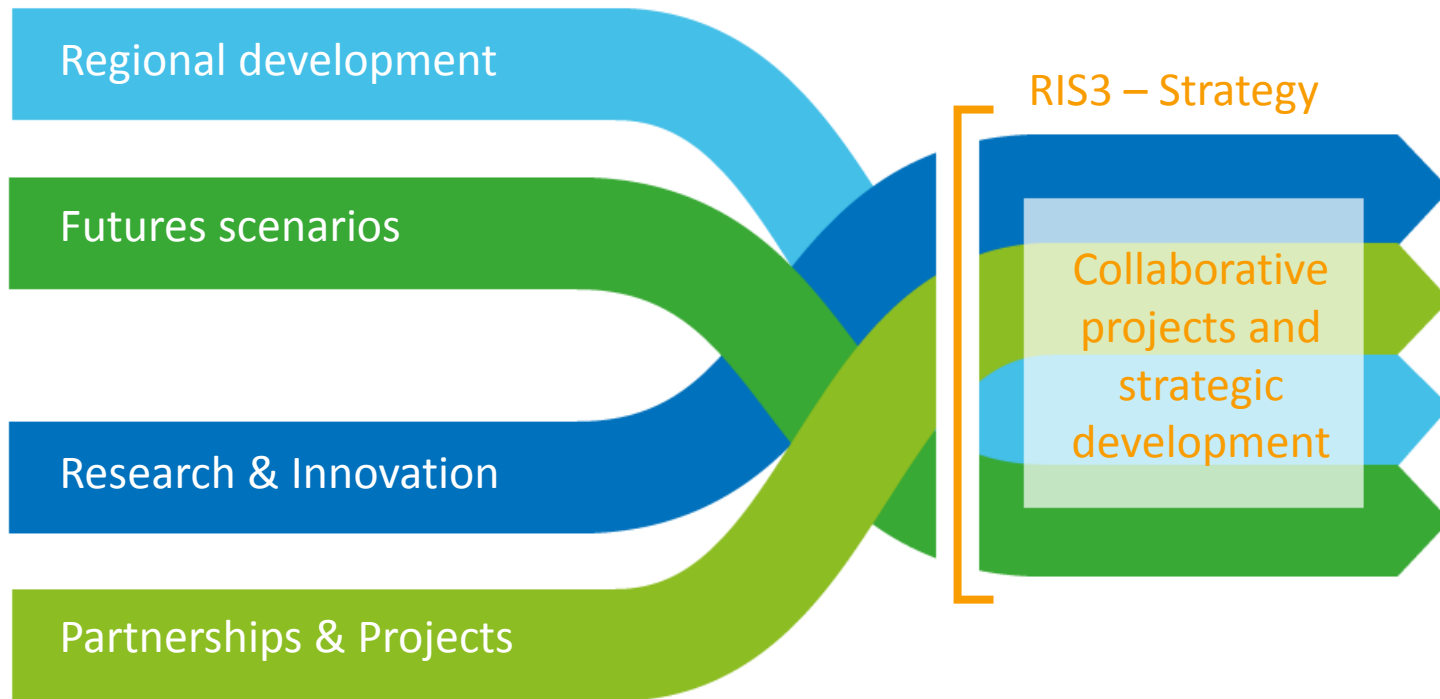 Regional development
Futures scenarios
Research & Innovation
Partnerships & Projects
RIS3 – Strategy
Collaborative
projects and
strategic
development